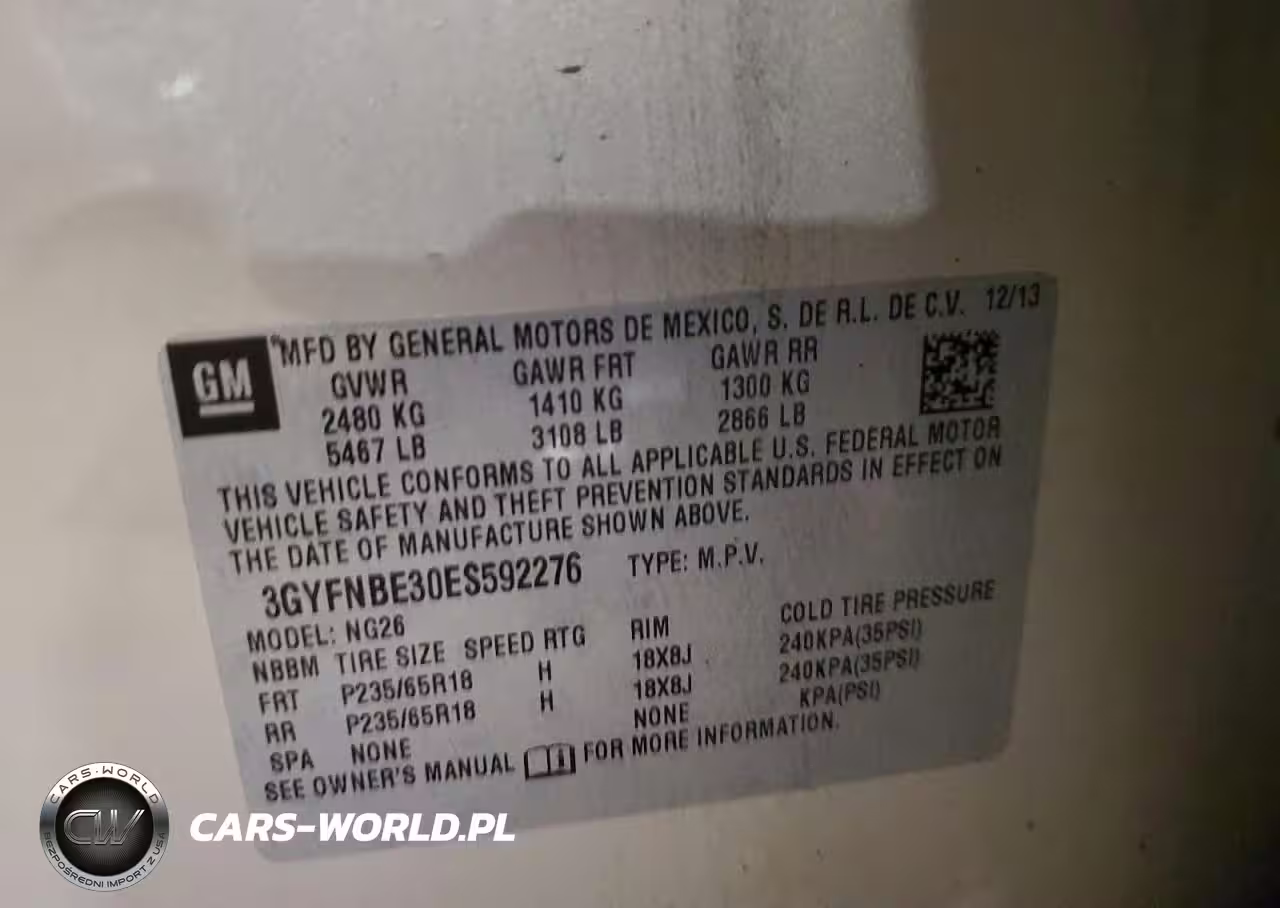 GM
MFD BY GENERAL MOTORS DE MEXICO, S. DE R.L. DE C.V. 12/13
GVWR GAWR FRT GAWR RR
2480 KG 1410 KG 1300 KG
5467 LB 3108 LB 2866 LB
THIS VEHICLE CONFORMS TO ALL APPLICABLE U.S. FEDERAL MOTOR
VEHICLE SAFETY AND THEFT PREVENTION STANDARDS IN EFFECT ON
THE DATE OF MANUFACTURE SHOWN ABOVE.
3GYFNBE30ES592276 TYPE: M.P.V.
MODEL: NG26
NBBM TIRE SIZE SPEED RTG RIM COLD TIRE PRESSURE
FRT P235/65R18 H 18X8J 240KPA(35PSI)
RR P235/65R18 H 18X8J 240KPA(35PSI)
SPA NONE NONE KPA(PSI)
SEE OWNER'S MANUAL FOR MORE INFORMATION.
CARS-WORLD
CW
BEZPOŚREDNI IMPORT Z USA
CARS-WORLD.PL